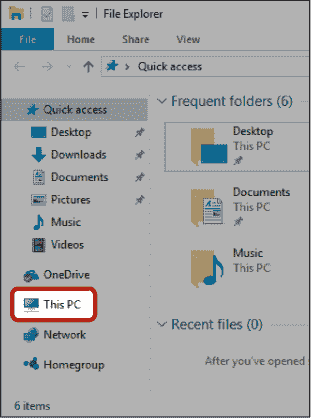 File Explorer
File
Home
Share
View
Quick access
Quick access
Desktop
Downloads
Documents
Pictures
Music
Videos
OneDrive
This PC
Network
Homegroup
Frequent folders (6)
Desktop
This PC
Documents
This PC
Music
This PC
Recent files (0)
After you've opened s
6 items